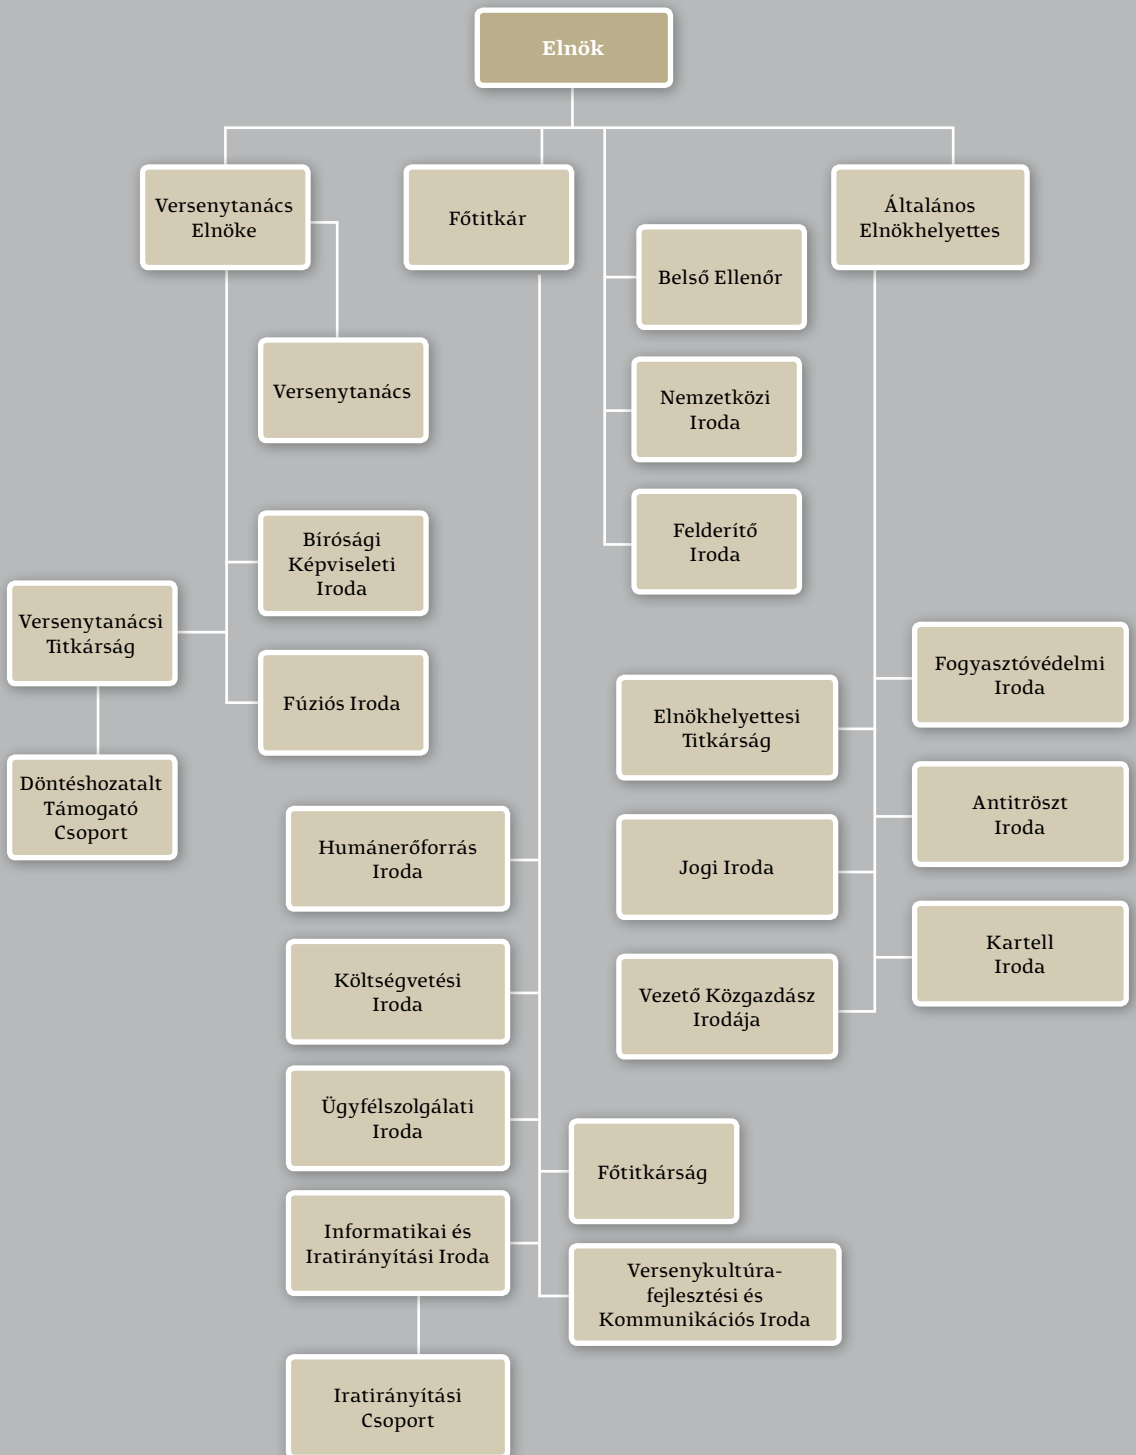 Elnök
Versenytanács
Elnöke
Főtitkár
Általános
Elnökhelyettes
Belső Ellenőr
Versenytanács
Nemzetközi
Iroda
Felderítő
Iroda
Bírósági
Képviseleti
Iroda
Versenytanácsi
Titkárság
Fúziós Iroda
Döntéshozatalt
Támogató
Csoport
Fogyasztóvédelmi
Iroda
Elnökhelyettesi
Titkárság
Antitröszt
Iroda
Jogi Iroda
Kartell
Iroda
Vezető Közgazdász
Irodája
Humánerőforrás
Iroda
Költségvetési
Iroda
Ügyfélszolgálati
Iroda
Főtitkárság
Informatikai és
Iratirányítási Iroda
Versenykultúra-
fejlesztési és
Kommunikációs Iroda
Iratirányítási
Csoport